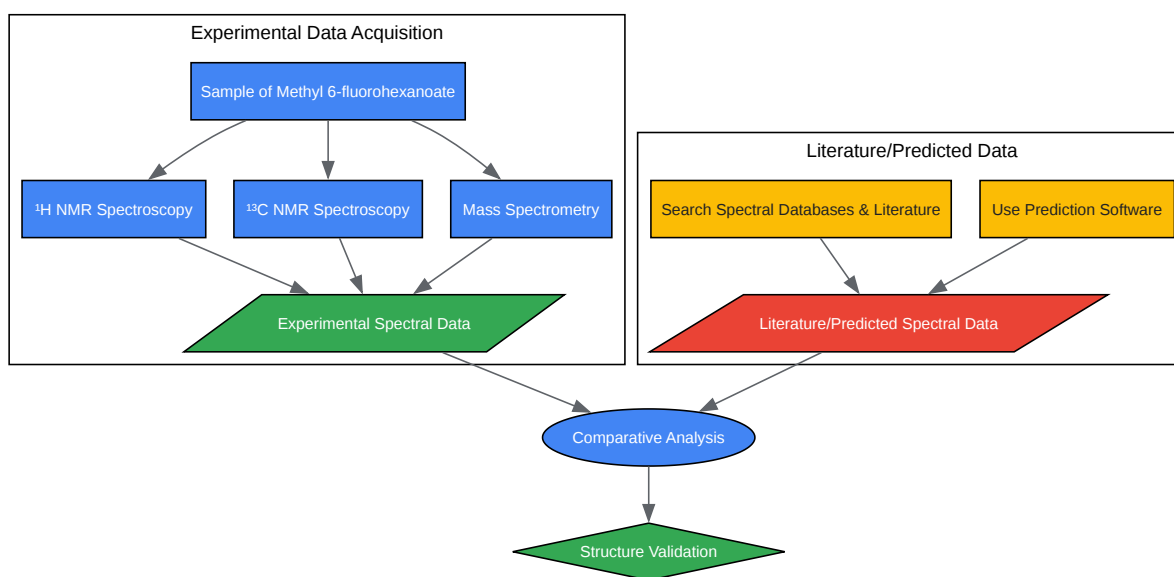 Experimental Data Acquisition
Sample of Methyl 6-fluorohexanoate
Literature/Predicted Data
¹H NMR Spectroscopy
¹³C NMR Spectroscopy
Mass Spectrometry
Search Spectral Databases & Literature
Use Prediction Software
Experimental Spectral Data
Literature/Predicted Spectral Data
Comparative Analysis
Structure Validation